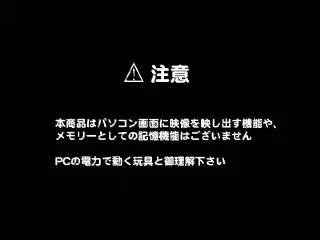 ⚠ 注意
本商品はパソコン画面に映像を映し出す機能や、
メモリーとしての記憶機能はございません
PCの電力で動く玩具と御理解下さい